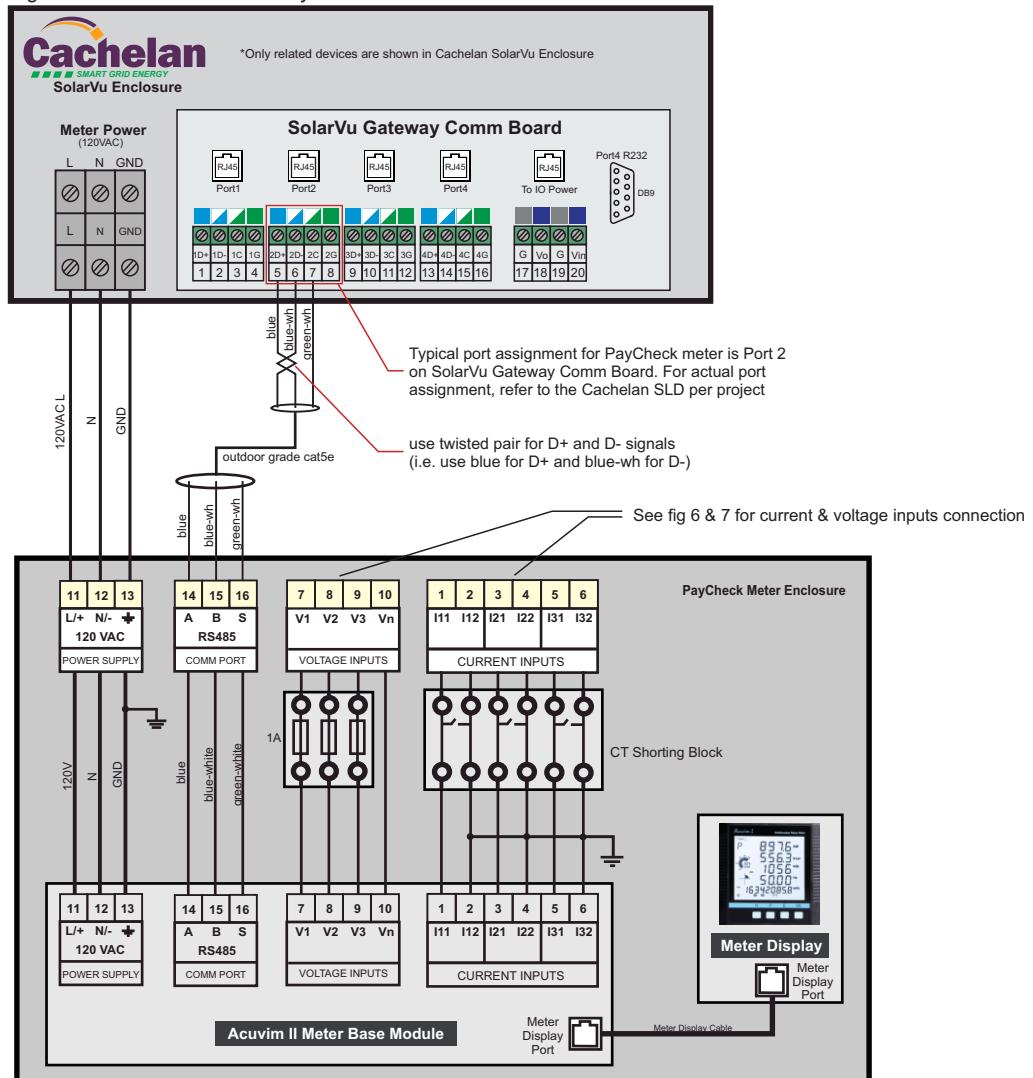 Cachelan
SMART GRID ENERGY
SolarVu Enclosure
*Only related devices are shown in Cachelan SolarVu Enclosure
Meter Power
(120VAC)
L N GND
L N GND
SolarVu Gateway Comm Board
RJ45 RJ45 RJ45 RJ45 RJ45
Port1 Port2 Port3 Port4 To IO Power
Port4 R232
DB9
1D+ 1D- 1C 1G 2D+ 2D- 2C 2G 3D+ 3D- 3C 3G 4D+ 4D- 4C 4G G Vo G Vin
1 2 3 4 5 6 7 8 9 10 11 12 13 14 15 16 17 18 19 20
blue
blue-wh
green-wh
Typical port assignment for PayCheck meter is Port 2
on SolarVu Gateway Comm Board. For actual port
assignment, refer to the Cachelan SLD per project
120VAC L
N
GND
use twisted pair for D+ and D- signals
(i.e. use blue for D+ and blue-wh for D-)
outdoor grade cat5e
blue
blue-wh
green-wh
See fig 6 & 7 for current & voltage inputs connection
PayCheck Meter Enclosure
11 12 13
L/+ N/-
120 VAC
POWER SUPPLY
14 15 16
A B S
RS485
COMM PORT
7 8 9 10
V1 V2 V3 Vn
VOLTAGE INPUTS
1 2 3 4 5 6
I11 I12 I21 I22 I31 I32
CURRENT INPUTS
1A
CT Shorting Block
120V
N
GND
blue
blue-white
green-white
11 12 13
L/+ N/-
120 VAC
POWER SUPPLY
14 15 16
A B S
RS485
COMM PORT
7 8 9 10
V1 V2 V3 Vn
VOLTAGE INPUTS
1 2 3 4 5 6
I11 I12 I21 I22 I31 I32
CURRENT INPUTS
P 897.6
556.3
1056
50.00
Meter Display
Meter
Display
Port
Acuvim II Meter Base Module
Meter
Display
Port
Meter Display Cable